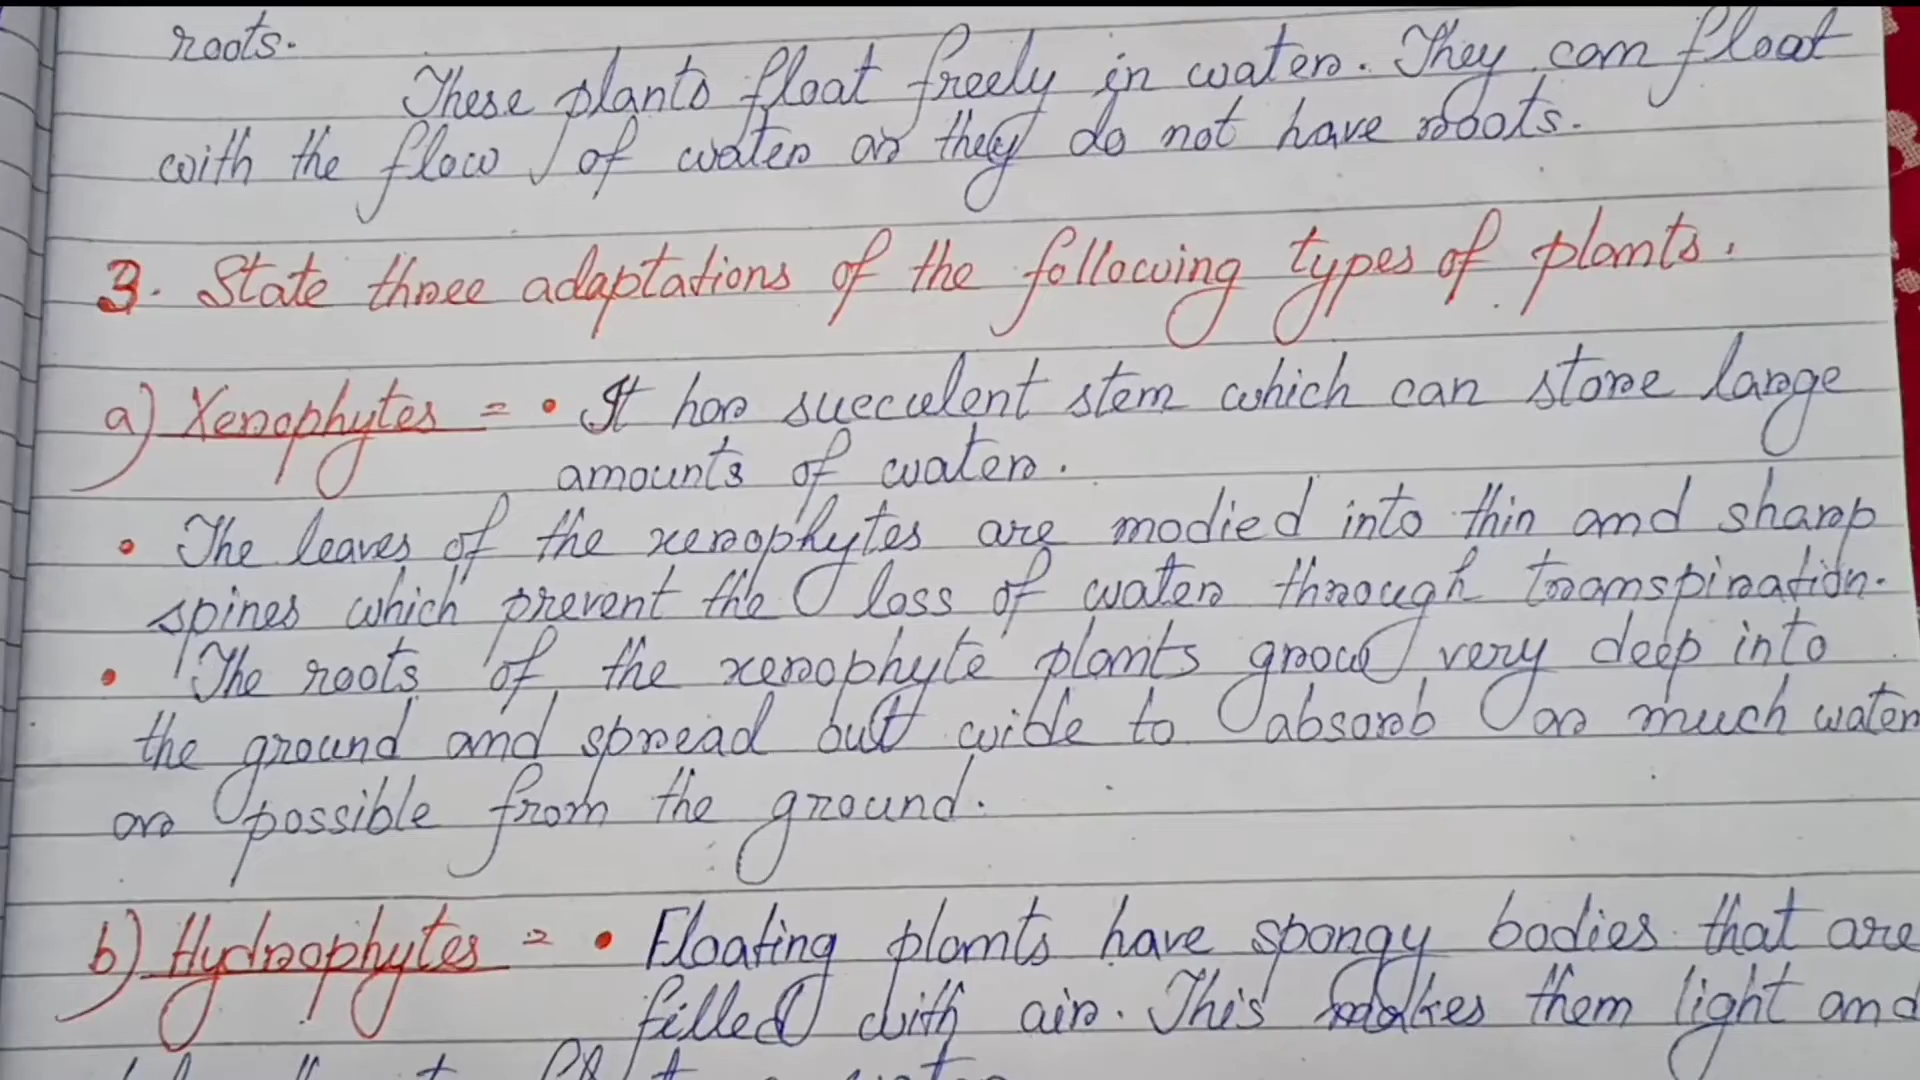 roots.
These plants float freely in water. They can float
with the flow of water as they do not have roots.
3. State three adaptations of the following types of plants.
a) Xerophytes = • It has succulent stem which can store large
amounts of water.
• The leaves of the xerophytes are modied into thin and sharp
spines which prevent the loss of water through transpiration.
• The roots of the xerophyte plants grow very deep into
the ground and spread out wide to absorb as much water
as possible from the ground.
b) Hydrophytes = • Floating plants have spongy bodies that are
filled with air. This makes them light and